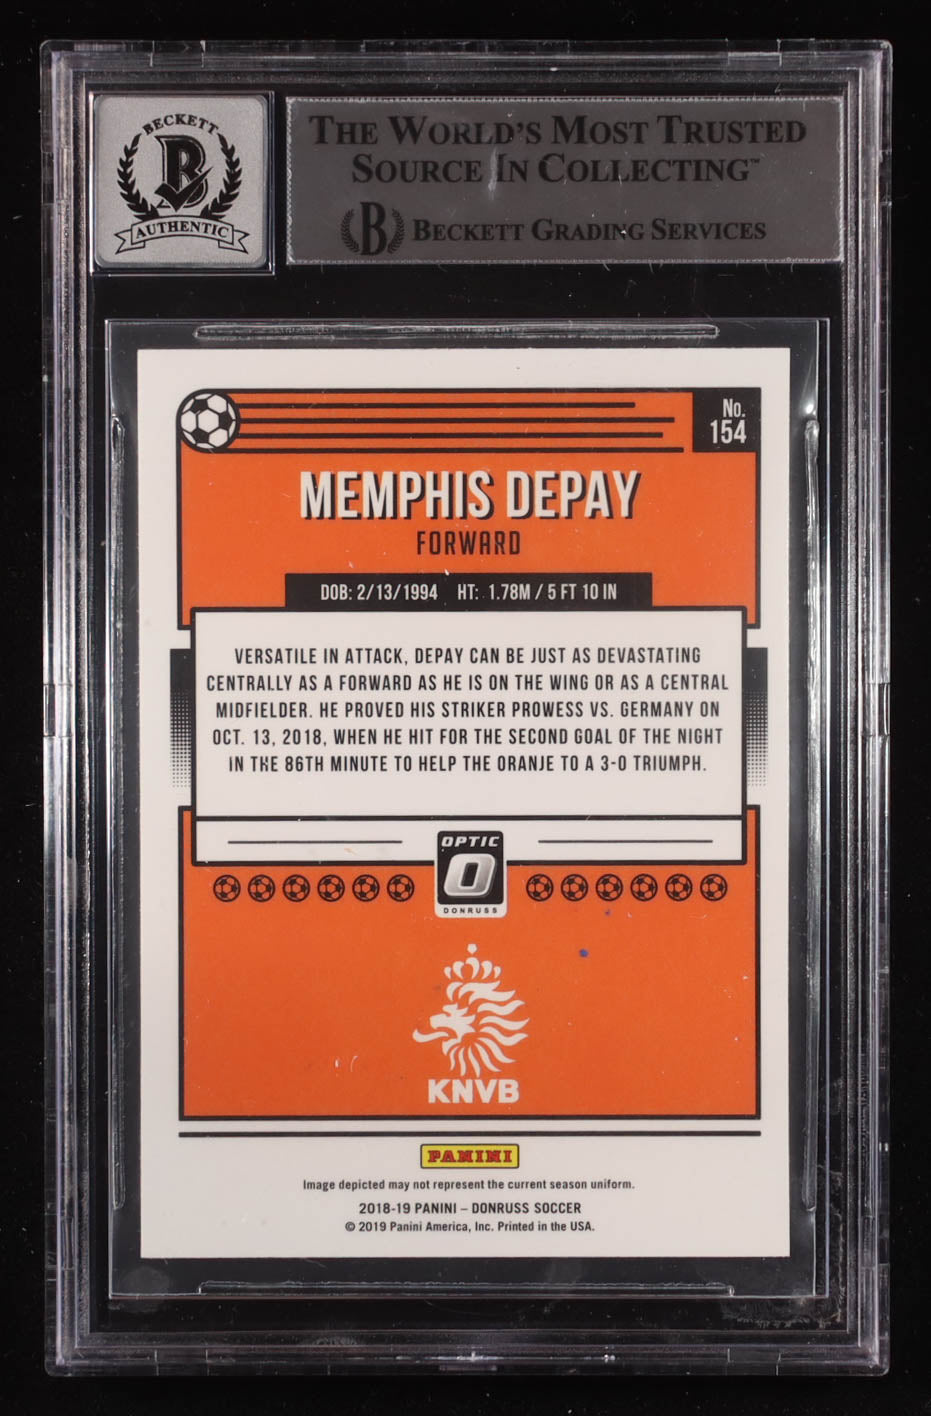 BECKETT
B
AUTHENTIC
THE WORLD'S MOST TRUSTED
SOURCE IN COLLECTING™
B BECKETT GRADING SERVICES
No.
154
MEMPHIS DEPAY
FORWARD
DOB: 2/13/1994 HT: 1.78M / 5 FT 10 IN
VERSATILE IN ATTACK, DEPAY CAN BE JUST AS DEVASTATING
CENTRALLY AS A FORWARD AS HE IS ON THE WING OR AS A CENTRAL
MIDFIELDER. HE PROVED HIS STRIKER PROWESS VS. GERMANY ON
OCT. 13, 2018, WHEN HE HIT FOR THE SECOND GOAL OF THE NIGHT
IN THE 86TH MINUTE TO HELP THE ORANJE TO A 3-0 TRIUMPH.
OPTIC
O
DONRUSS
KNVB
PANINI
Image depicted may not represent the current season uniform.
2018-19 PANINI – DONRUSS SOCCER
© 2019 Panini America, Inc. Printed in the USA.